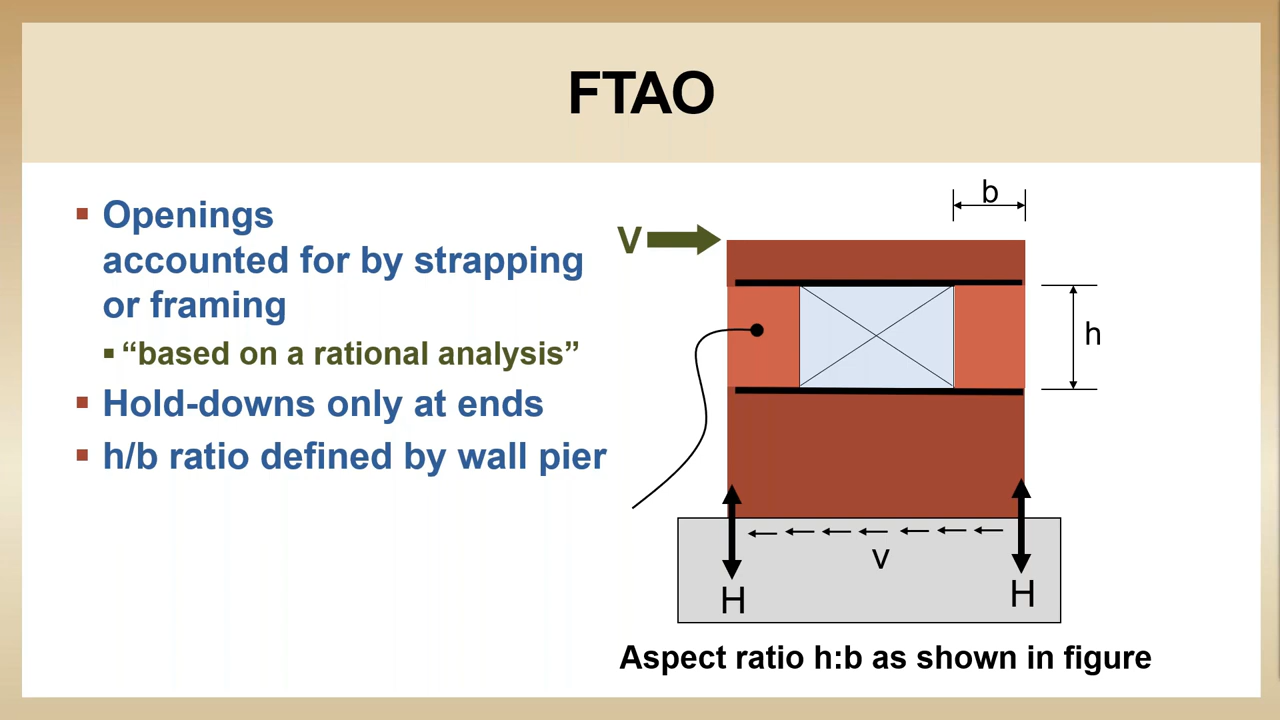 FTAO
Openings
accounted for by strapping
or framing
“based on a rational analysis”
Hold-downs only at ends
h/b ratio defined by wall pier
b
V
h
v
H
H
Aspect ratio h:b as shown in figure